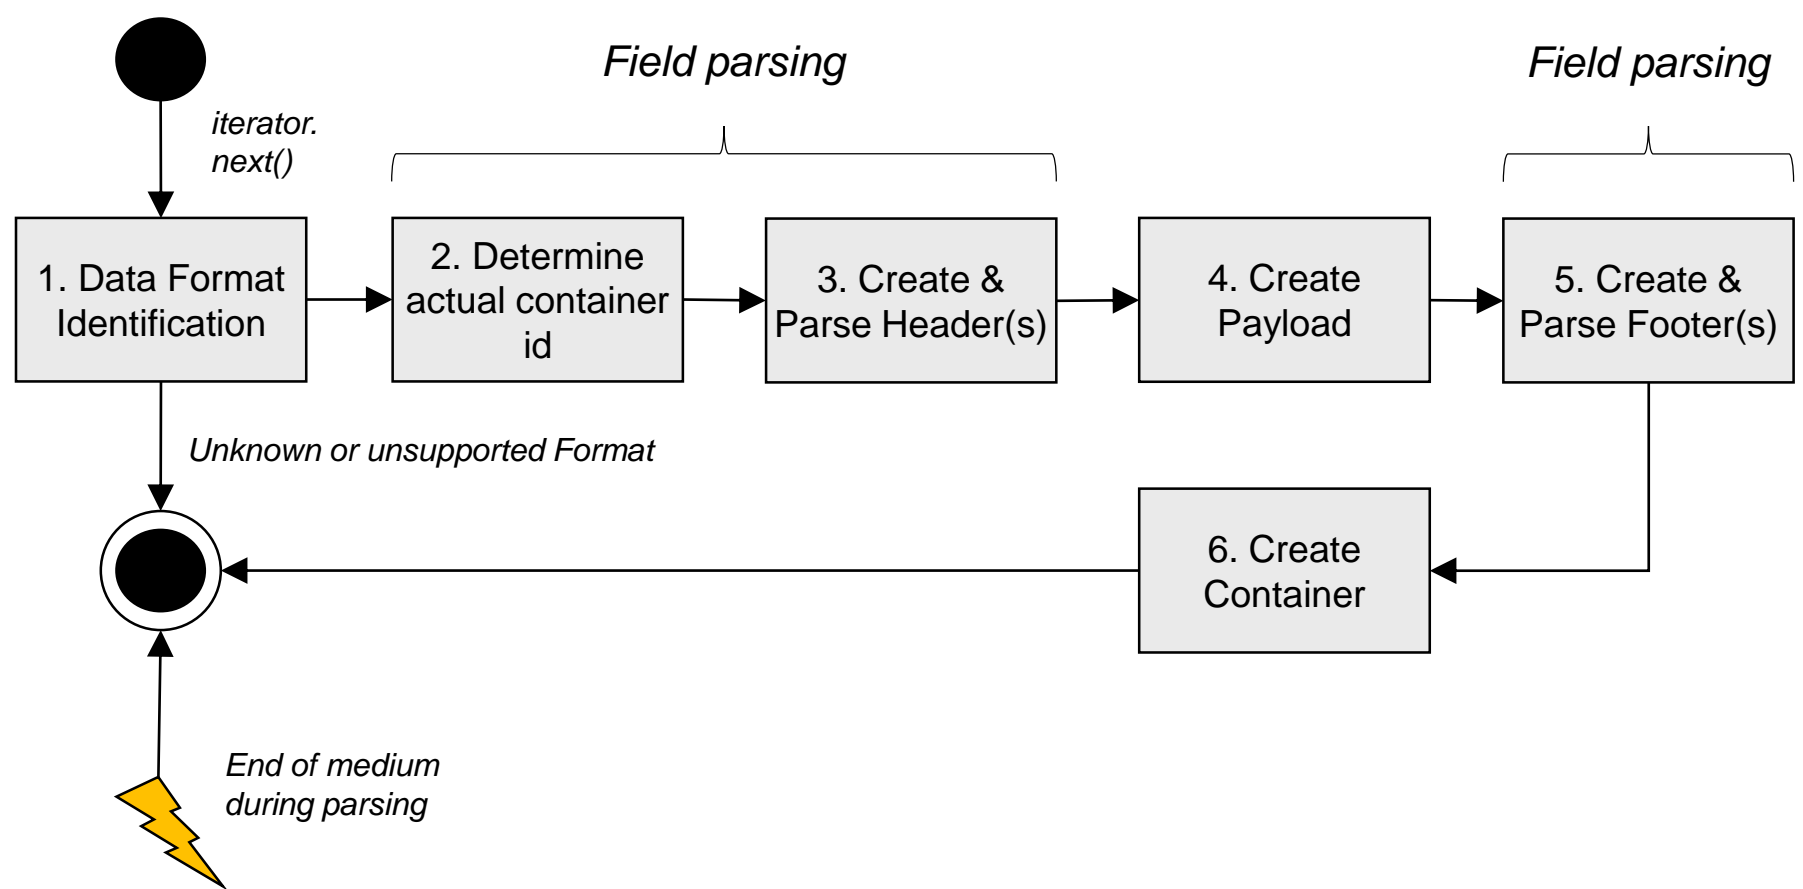 Field parsing
Field parsing
iterator.
next()
1. Data Format
Identification
2. Determine
actual container
id
3. Create &
Parse Header(s)
4. Create
Payload
5. Create &
Parse Footer(s)
Unknown or unsupported Format
6. Create
Container
End of medium
during parsing